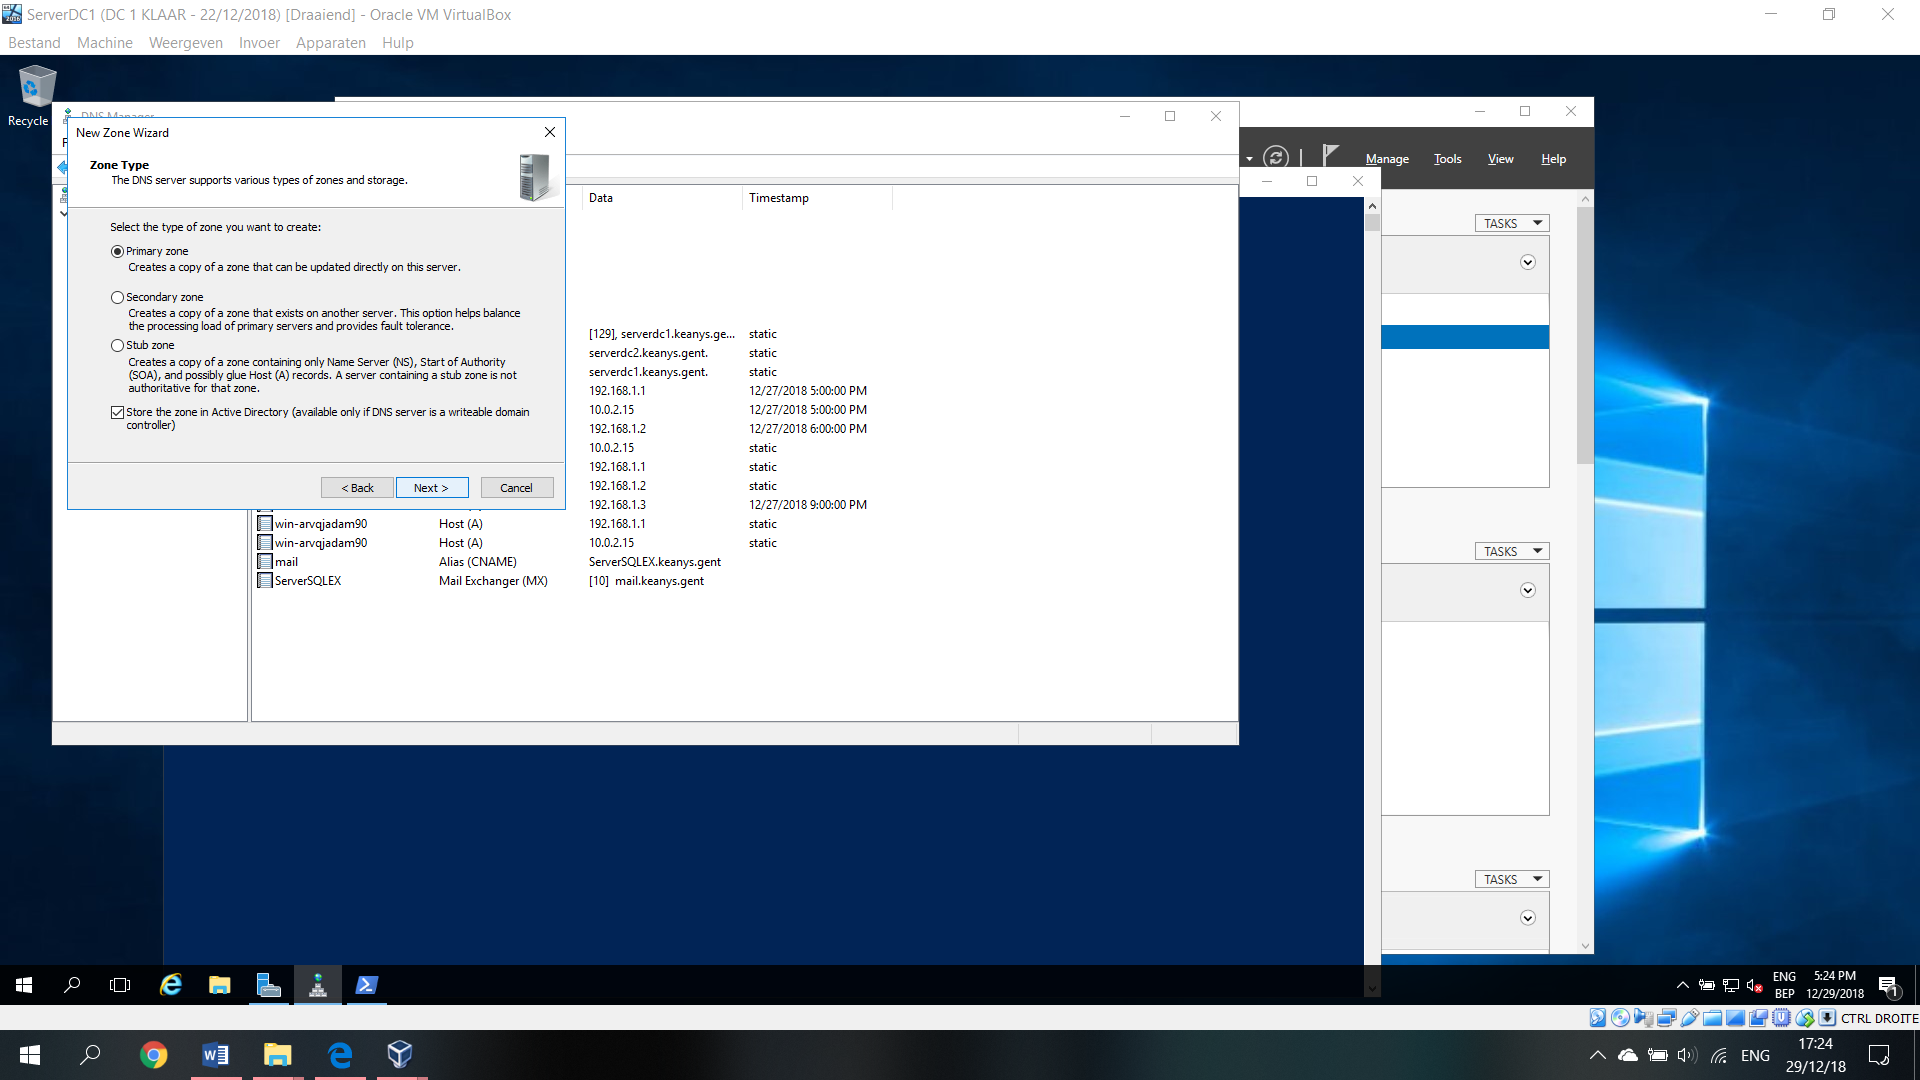 ServerDC1 (DC 1 KLAAR - 22/12/2018) [Draaiend] - Oracle VM VirtualBox
Bestand Machine Weergeven Invoer Apparaten Hulp
Recycle
DNS Manager
New Zone Wizard
Zone Type
The DNS server supports various types of zones and storage.
Select the type of zone you want to create:
Primary zone
Creates a copy of a zone that can be updated directly on this server.
Secondary zone
Creates a copy of a zone that exists on another server. This option helps balance
the processing load of primary servers and provides fault tolerance.
Stub zone
Creates a copy of a zone containing only Name Server (NS), Start of Authority
(SOA), and possibly glue Host (A) records. A server containing a stub zone is not
authoritative for that zone.
Store the zone in Active Directory (available only if DNS server is a writeable domain
controller)
< Back Next > Cancel
Data Timestamp
[129], serverdc1.keanys.ge... static
serverdc2.keanys.gent. static
serverdc1.keanys.gent. static
192.168.1.1 12/27/2018 5:00:00 PM
10.0.2.15 12/27/2018 5:00:00 PM
192.168.1.2 12/27/2018 6:00:00 PM
10.0.2.15 static
192.168.1.1 static
192.168.1.2 static
192.168.1.3 12/27/2018 9:00:00 PM
win-arvqjadam90 Host (A) 192.168.1.1 static
win-arvqjadam90 Host (A) 10.0.2.15 static
mail Alias (CNAME) ServerSQLEX.keanys.gent
ServerSQLEX Mail Exchanger (MX) [10] mail.keanys.gent
Manage Tools View Help
TASKS
TASKS
TASKS
ENG
BEP
5:24 PM
12/29/2018
1
CTRL DROITE
ENG
17:24
29/12/18